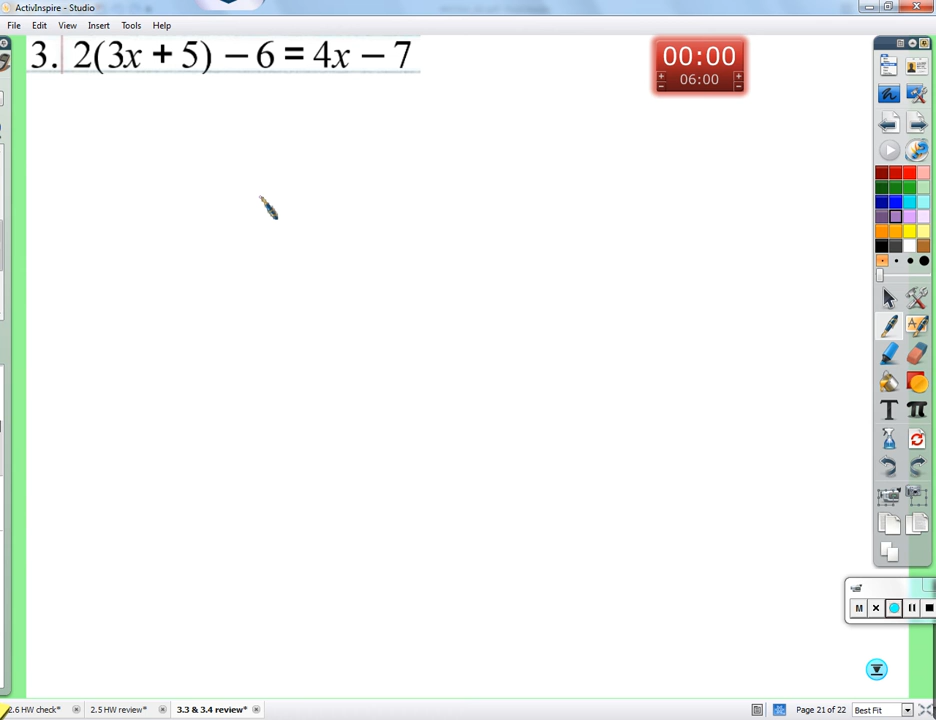 ActivInspire - Studio
File Edit View Insert Tools Help
3. 2(3x + 5) − 6 = 4x − 7
00:00
06:00
M
2.6 HW check* 2.5 HW review* 3.3 & 3.4 review* Page 21 of 22 Best Fit